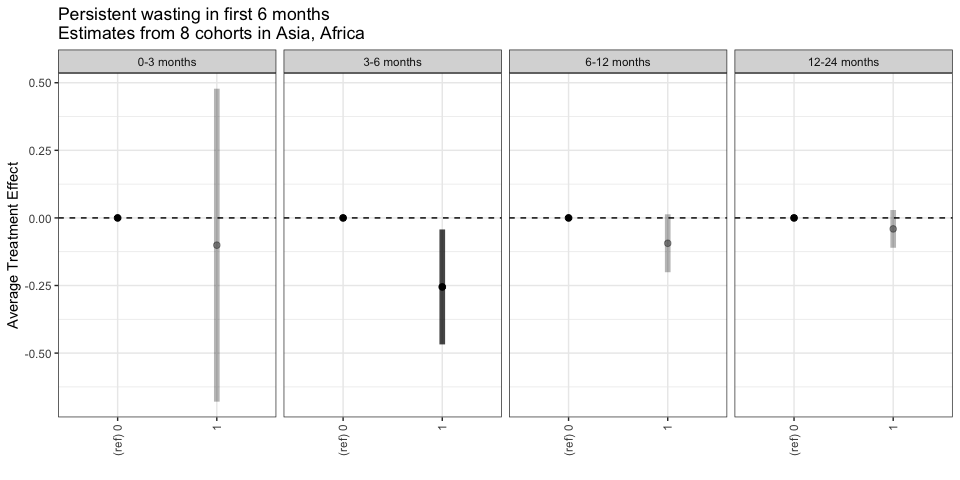 Persistent wasting in first 6 months
Estimates from 8 cohorts in Asia, Africa
0-3 months
3-6 months
6-12 months
12-24 months
Average Treatment Effect
0.50
0.25
0.00
-0.25
-0.50
(ref) 0
1
(ref) 0
1
(ref) 0
1
(ref) 0
1